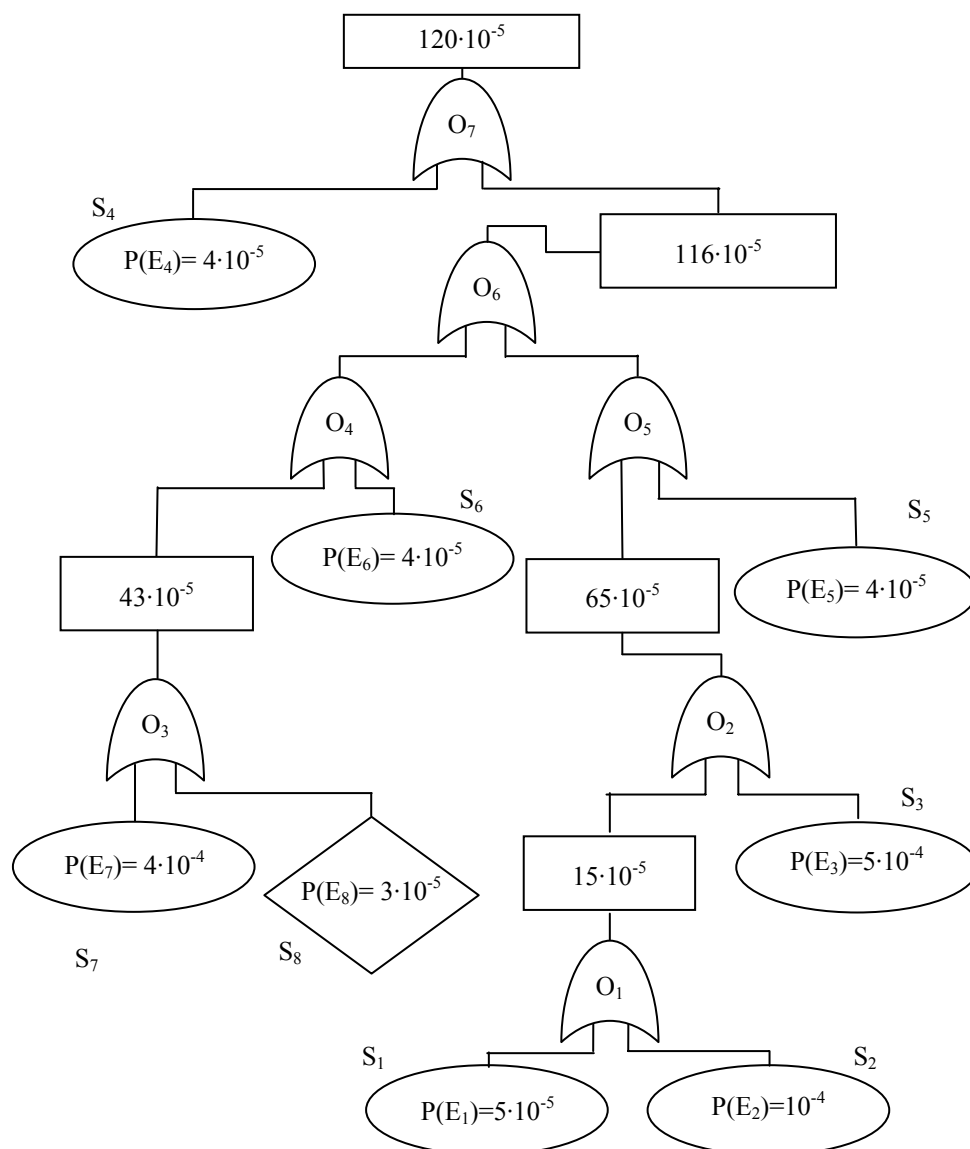 120·10⁻⁵
O₇
S₄
P(E₄)= 4·10⁻⁵
116·10⁻⁵
O₆
O₄
O₅
S₆
S₅
P(E₆)= 4·10⁻⁵
43·10⁻⁵
65·10⁻⁵
P(E₅)= 4·10⁻⁵
O₃
O₂
S₃
P(E₇)= 4·10⁻⁴
P(E₈)= 3·10⁻⁵
15·10⁻⁵
P(E₃)=5·10⁻⁴
S₇
S₈
O₁
S₁
S₂
P(E₁)=5·10⁻⁵
P(E₂)=10⁻⁴